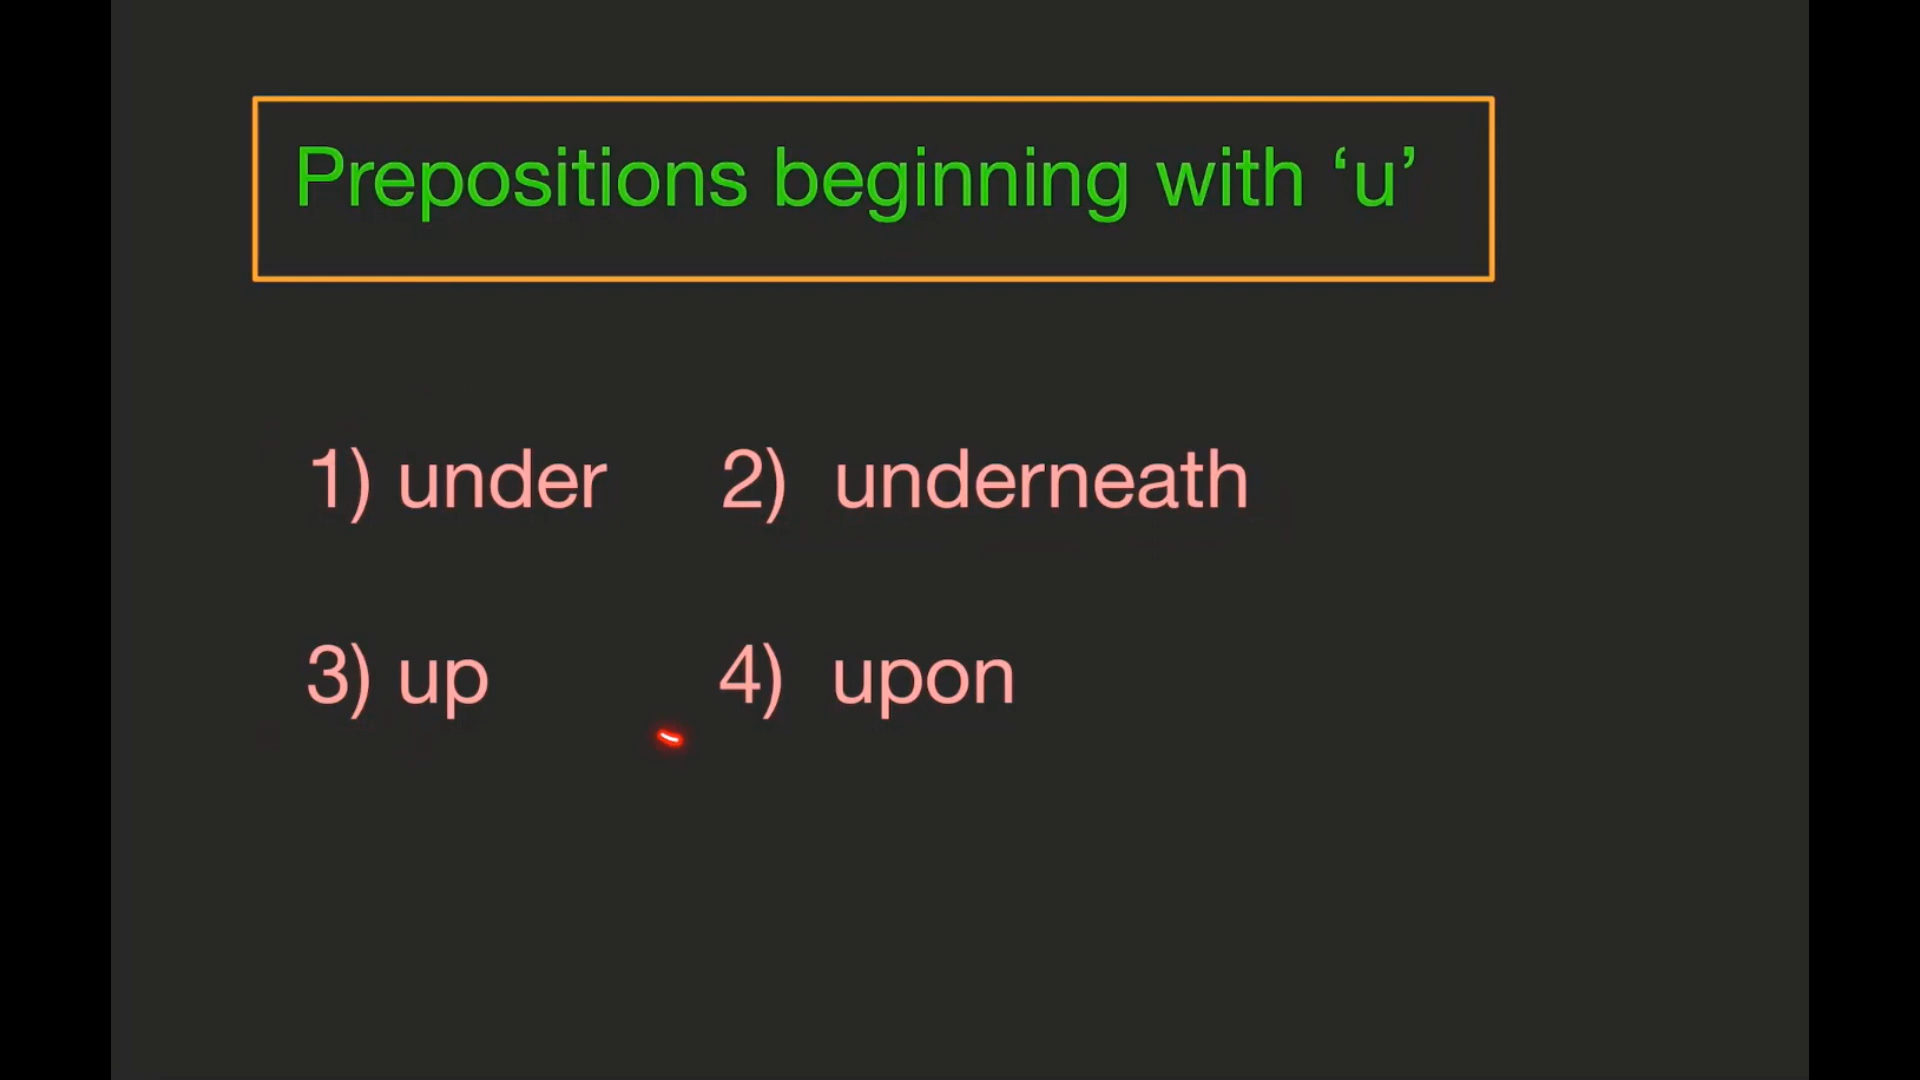 Prepositions beginning with ‘u’
1) under 2) underneath
3) up 4) upon